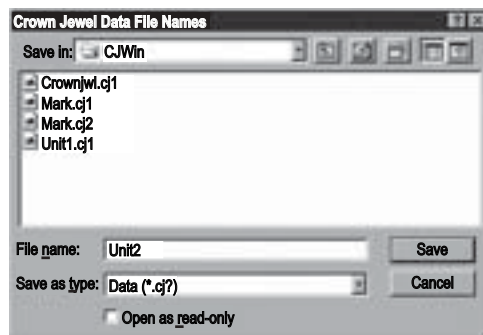 Crown Jewel Data File Names
Save in: CJWin
Crownjwl.cj1
Mark.cj1
Mark.cj2
Unit1.cj1
File name: Unit2 Save
Save as type: Data (*.cj?) Cancel
Open as read-only